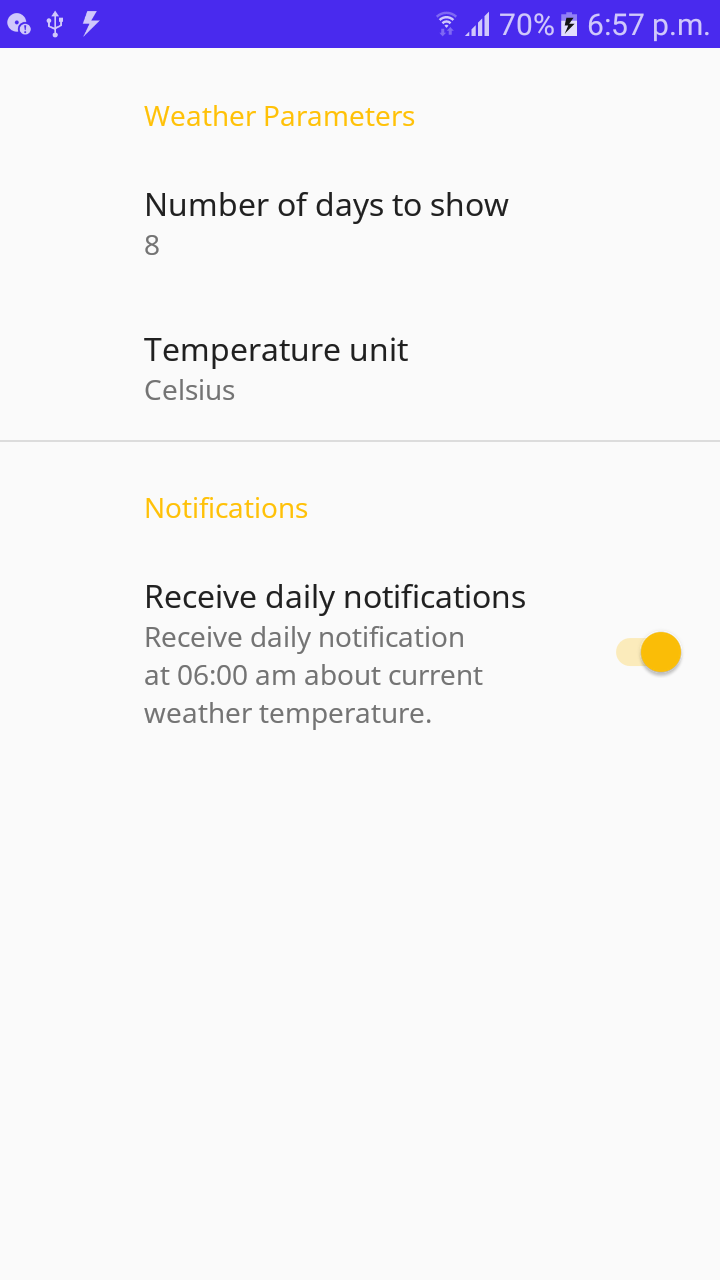 70% 6:57 p.m.
Weather Parameters
Number of days to show
8
Temperature unit
Celsius
Notifications
Receive daily notifications
Receive daily notification
at 06:00 am about current
weather temperature.